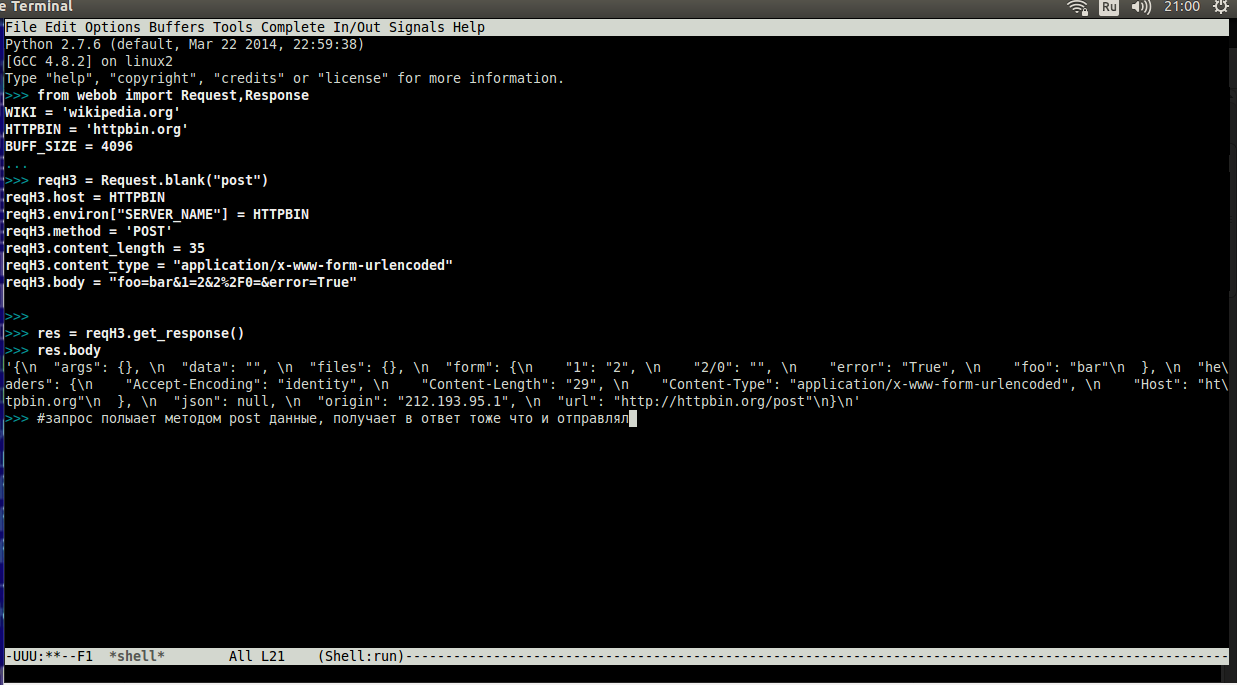 e Terminal Ru 21:00
File Edit Options Buffers Tools Complete In/Out Signals Help
Python 2.7.6 (default, Mar 22 2014, 22:59:38)
[GCC 4.8.2] on linux2
Type "help", "copyright", "credits" or "license" for more information.
>>> from webob import Request,Response
WIKI = 'wikipedia.org'
HTTPBIN = 'httpbin.org'
BUFF_SIZE = 4096
...
>>> reqH3 = Request.blank("post")
reqH3.host = HTTPBIN
reqH3.environ["SERVER_NAME"] = HTTPBIN
reqH3.method = 'POST'
reqH3.content_length = 35
reqH3.content_type = "application/x-www-form-urlencoded"
reqH3.body = "foo=bar&1=2&2%2F0=&error=True"
>>>
>>> res = reqH3.get_response()
>>> res.body
'{\n  "args": {}, \n  "data": "", \n  "files": {}, \n  "form": {\n    "1": "2", \n    "2/0": "", \n    "error": "True", \n    "foo": "bar"\n  }, \n  "he\
aders": {\n    "Accept-Encoding": "identity", \n    "Content-Length": "29", \n    "Content-Type": "application/x-www-form-urlencoded", \n    "Host": "ht\
tpbin.org"\n  }, \n  "json": null, \n  "origin": "212.193.95.1", \n  "url": "http://httpbin.org/post"\n}\n'
>>> #запрос полыает методом post данные, получает в ответ тоже что и отправлял
-UUU:**--F1  *shell*        All L21    (Shell:run)-------------------------------------------------------------------------------------------------------